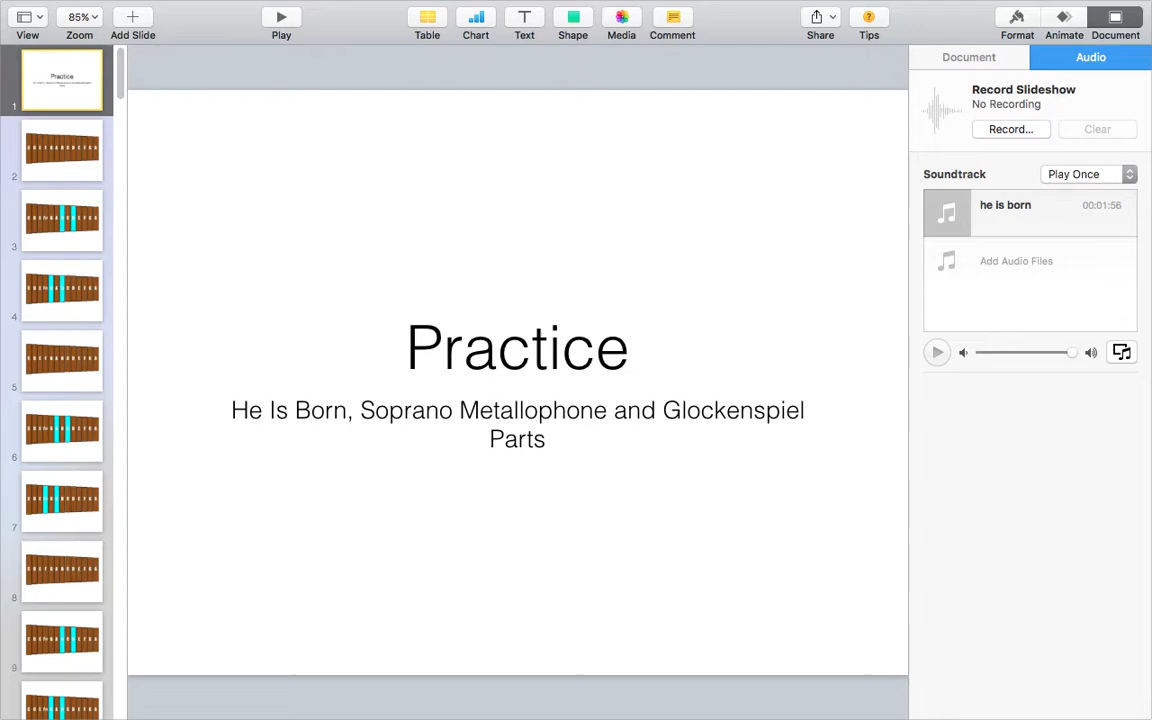 View
85%
Zoom
Add Slide
Play
Table
Chart
Text
Shape
Media
Comment
Share
Tips
Format
Animate
Document
Document
Audio
Record Slideshow
No Recording
Record...
Clear
Soundtrack
Play Once
he is born
00:01:56
Add Audio Files
Practice
1
2
3
4
5
6
7
8
9
Practice
He Is Born, Soprano Metallophone and Glockenspiel
Parts